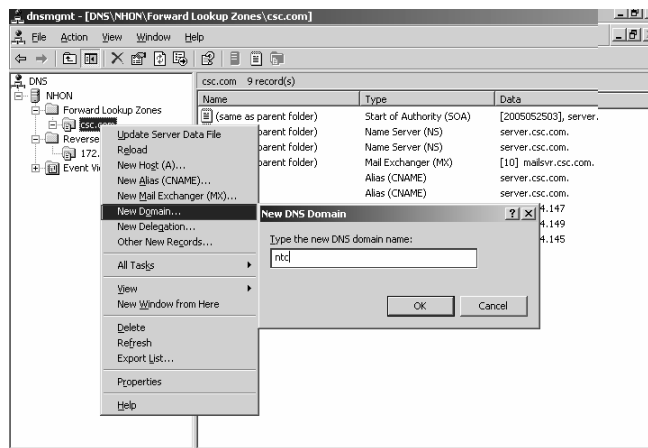 dnsmgmt - [DNS\NHON\Forward Lookup Zones\csc.com]
File Action View Window Help
DNS
NHON
Forward Lookup Zones
csc.com
Reverse
172.
Event Vi
csc.com 9 record(s)
Name Type Data
(same as parent folder) Start of Authority (SOA) [2005052503], server.
parent folder) Name Server (NS) server.csc.com.
parent folder) Name Server (NS) server.csc.com.
parent folder) Mail Exchanger (MX) [10] mailsvr.csc.com.
Alias (CNAME) server.csc.com.
Alias (CNAME) server.csc.com.
4.147
4.149
4.145
Update Server Data File
Reload
New Host (A)...
New Alias (CNAME)...
New Mail Exchanger (MX)...
New Domain...
New Delegation...
Other New Records...
All Tasks
View
New Window from Here
Delete
Refresh
Export List...
Properties
Help
New DNS Domain
Type the new DNS domain name:
ntc
OK Cancel